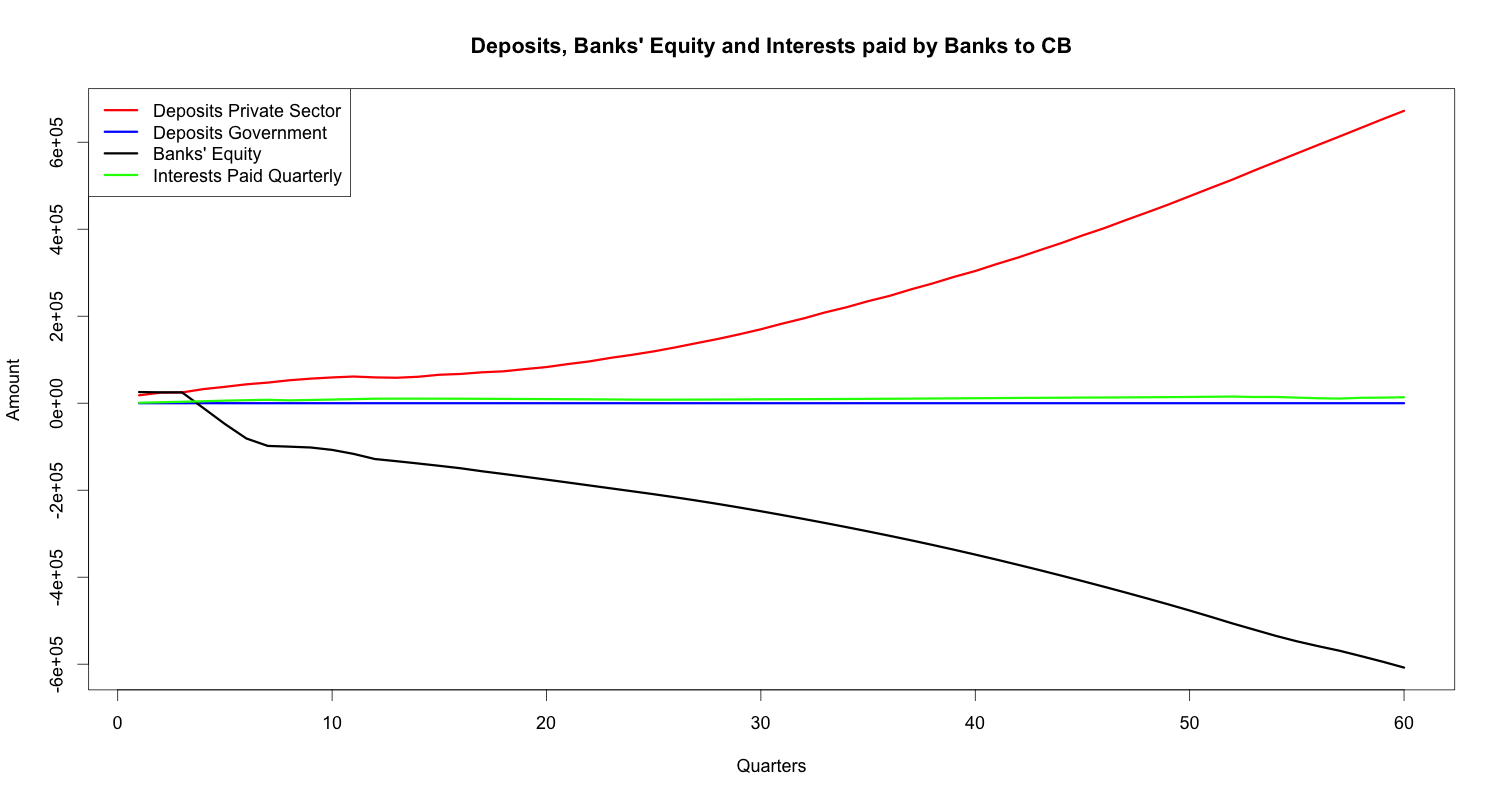 Deposits, Banks' Equity and Interests paid by Banks to CB
Deposits Private Sector
Deposits Government
Banks' Equity
Interests Paid Quarterly
Amount
6e+05
4e+05
2e+05
0e+00
-2e+05
-4e+05
-6e+05
0 10 20 30 40 50 60
Quarters